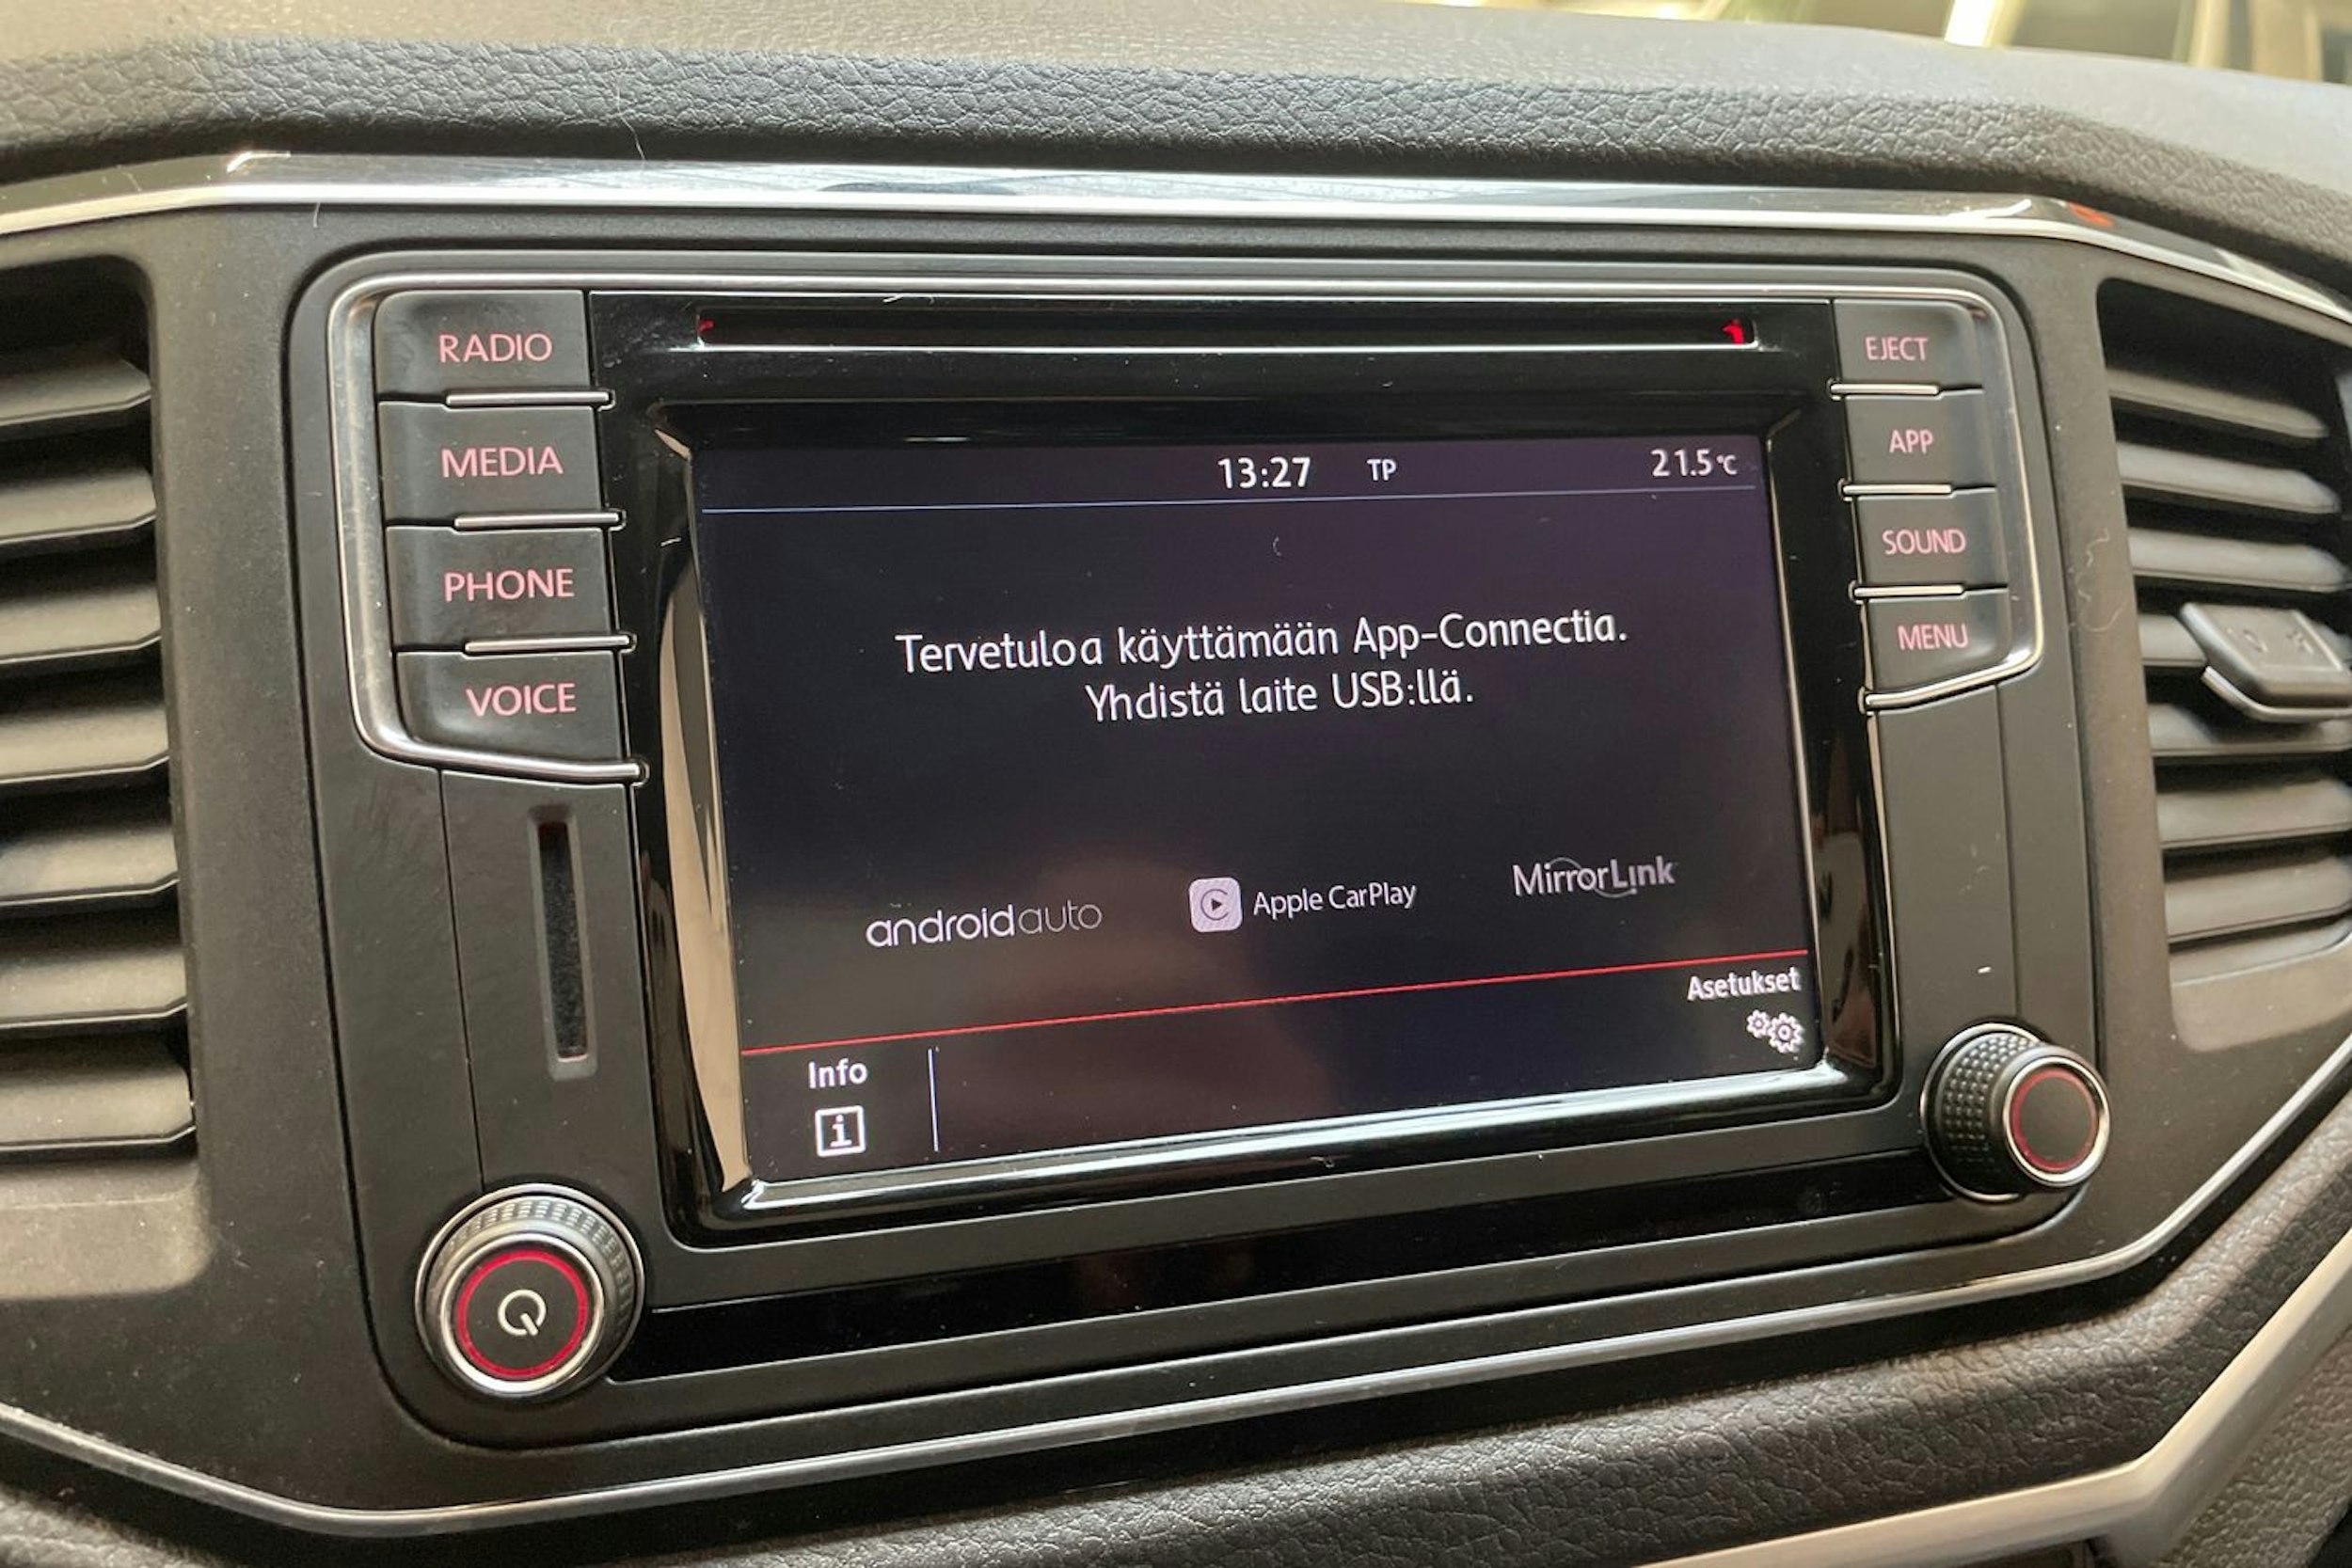 RADIO
MEDIA
PHONE
VOICE
EJECT
APP
SOUND
MENU
13:27 TP 21.5°C
Tervetuloa käyttämään App-Connectia.
Yhdistä laite USB:llä.
androidauto Apple CarPlay MirrorLink
Asetukset
Info
i